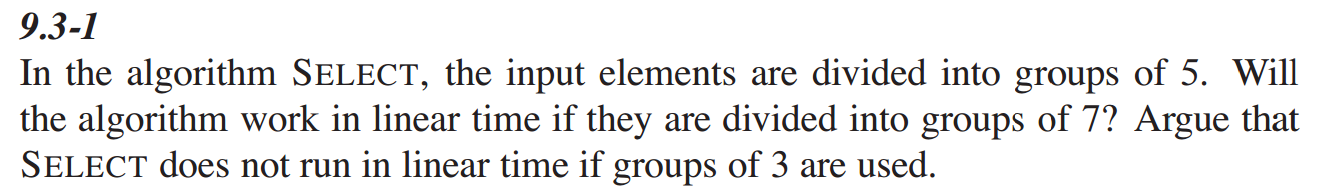 9.3-1
In the algorithm SELECT, the input elements are divided into groups of 5. Will
the algorithm work in linear time if they are divided into groups of 7? Argue that
SELECT does not run in linear time if groups of 3 are used.